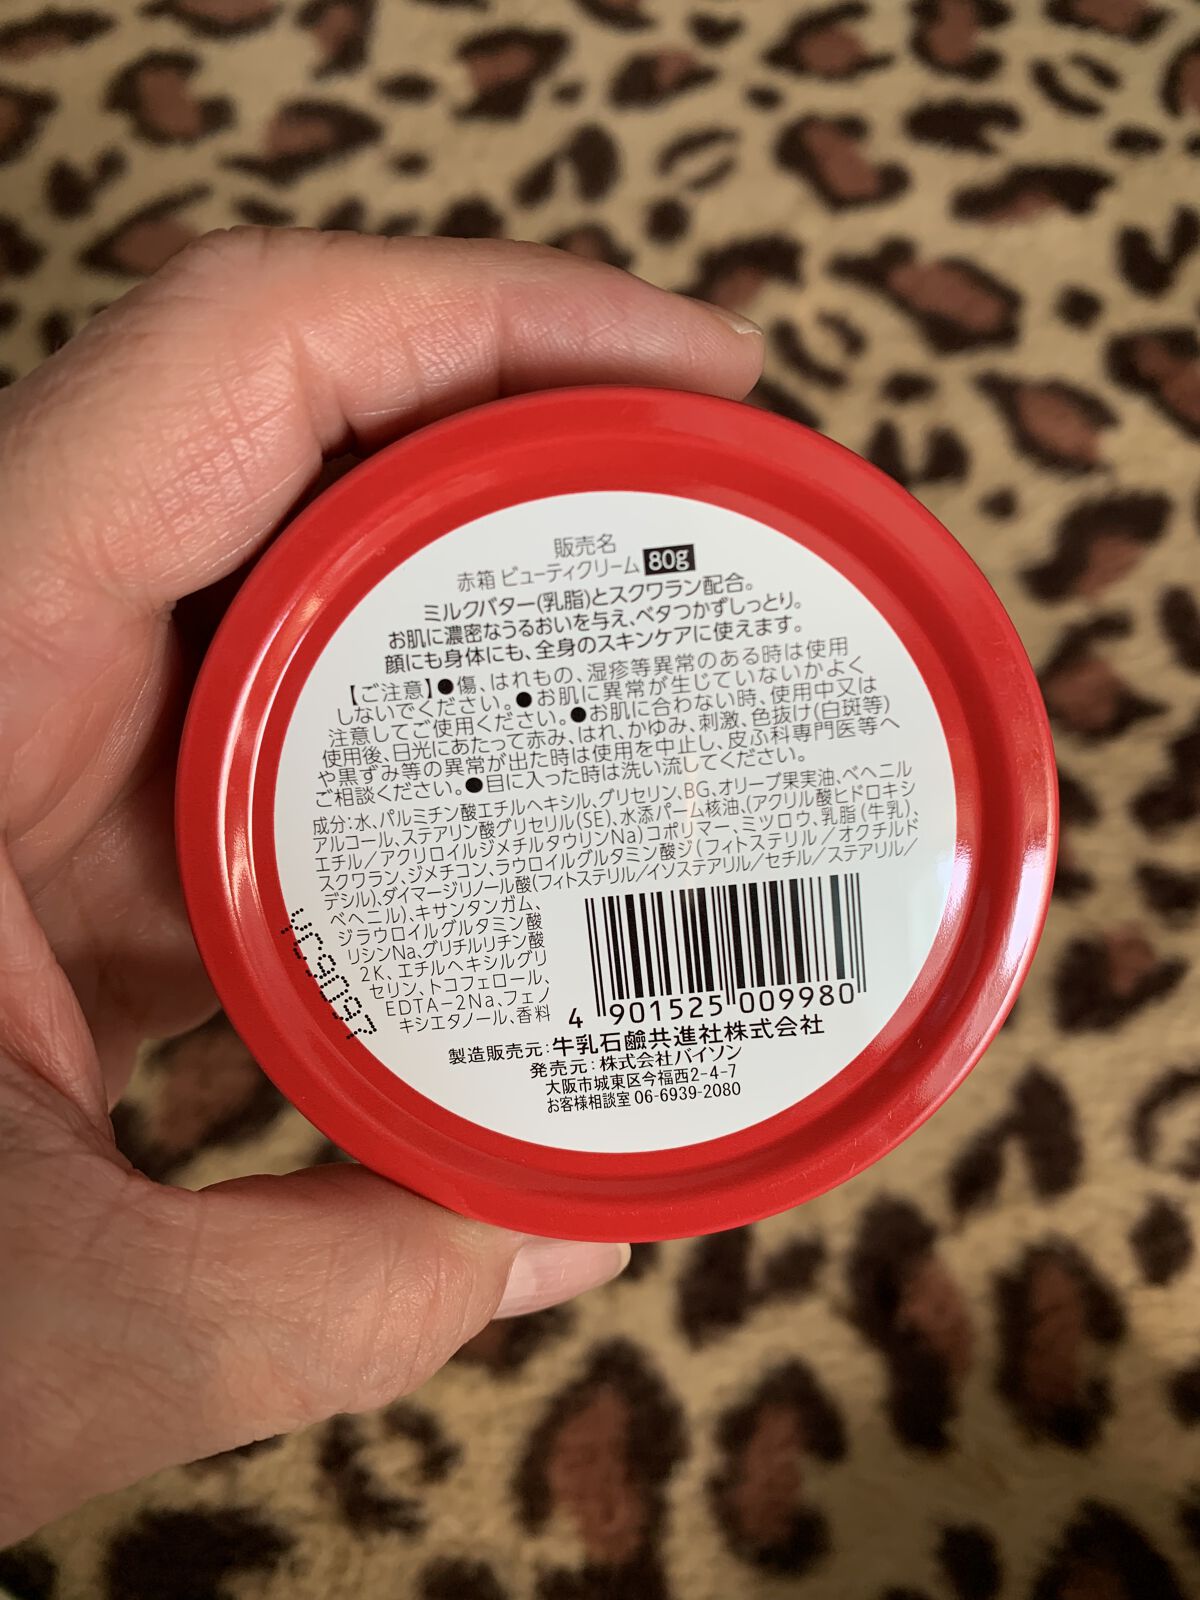 販売名
赤箱 ビューティクリーム 80g
ミルクバター(乳脂)とスクワラン配合。
お肌に濃密なうるおいを与え、ベタつかずしっとり。
顔にも身体にも、全身のスキンケアに使えます。
【ご注意】●傷、はれもの、湿疹等異常のある時は使用
しないでください。●お肌に異常が生じていないかよく
注意してご使用ください。●お肌に合わない時、使用中又は
使用後、日光にあたって赤み、はれ、かゆみ、刺激、色抜け(白斑等)
や黒ずみ等の異常が出た時は使用を中止し、皮ふ科専門医等へ
ご相談ください。●目に入った時は洗い流してください。
成分:水、パルミチン酸エチルヘキシル、グリセリン、BG、オリーブ果実油、ベヘニル
アルコール、ステアリン酸グリセリル(SE)、水添パーム核油、(アクリル酸ヒドロキシ
エチル/アクリロイルジメチルタウリンNa)コポリマー、ミツロウ、乳脂(牛乳)、
スクワラン、ジメチコン、ラウロイルグルタミン酸ジ(フィトステリル/オクチルド
デシル)、ダイマージリノール酸(フィトステリル/イソステアリル/セチル/ステアリル/
ベヘニル)、キサンタンガム、
ジラウロイルグルタミン酸
リシンNa、グリチルリチン酸
2K、エチルヘキシルグリ
セリン、トコフェロール、
EDTA-2Na、フェノ
キシエタノール、香料
4 901525 009980
製造販売元:牛乳石鹼共進社株式会社
発売元:株式会社バイソン
大阪市城東区今福西2-4-7
お客様相談室 06-6939-2080